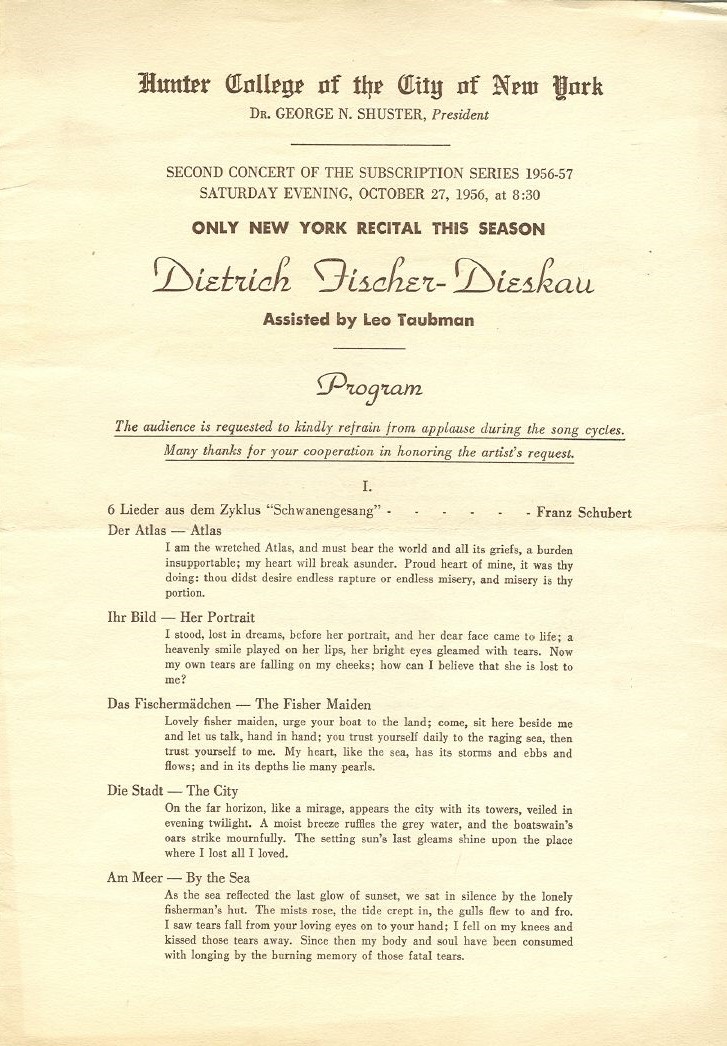 Hunter College of the City of New York
DR. GEORGE N. SHUSTER, President
SECOND CONCERT OF THE SUBSCRIPTION SERIES 1956-57
SATURDAY EVENING, OCTOBER 27, 1956, at 8:30
ONLY NEW YORK RECITAL THIS SEASON
Dietrich Fischer-Dieskau
Assisted by Leo Taubman
Program
The audience is requested to kindly refrain from applause during the song cycles.
Many thanks for your cooperation in honoring the artist's request.
I.
6 Lieder aus dem Zyklus "Schwanengesang" - - - - - - Franz Schubert
Der Atlas — Atlas
I am the wretched Atlas, and must bear the world and all its griefs, a burden
insupportable; my heart will break asunder. Proud heart of mine, it was thy
doing: thou didst desire endless rapture or endless misery, and misery is thy
portion.
Ihr Bild — Her Portrait
I stood, lost in dreams, before her portrait, and her dear face came to life; a
heavenly smile played on her lips, her bright eyes gleamed with tears. Now
my own tears are falling on my cheeks; how can I believe that she is lost to
me?
Das Fischermädchen — The Fisher Maiden
Lovely fisher maiden, urge your boat to the land; come, sit here beside me
and let us talk, hand in hand; you trust yourself daily to the raging sea, then
trust yourself to me. My heart, like the sea, has its storms and ebbs and
flows; and in its depths lie many pearls.
Die Stadt — The City
On the far horizon, like a mirage, appears the city with its towers, veiled in
evening twilight. A moist breeze ruffles the grey water, and the boatswain's
oars strike mournfully. The setting sun's last gleams shine upon the place
where I lost all I loved.
Am Meer — By the Sea
As the sea reflected the last glow of sunset, we sat in silence by the lonely
fisherman's hut. The mists rose, the tide crept in, the gulls flew to and fro.
I saw tears fall from your loving eyes on to your hand; I fell on my knees and
kissed those tears away. Since then my body and soul have been consumed
with longing by the burning memory of those fatal tears.